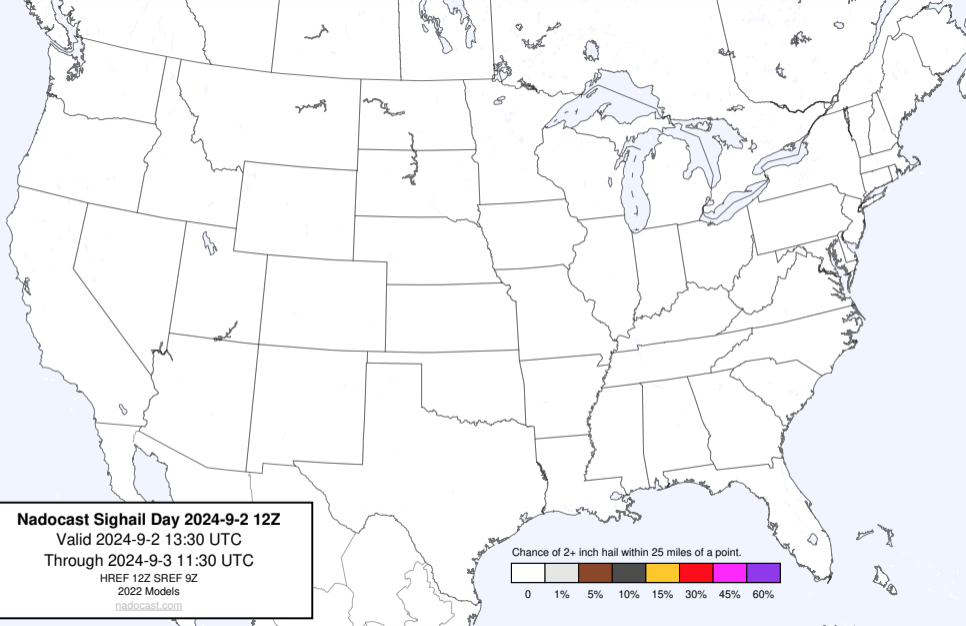 Nadocast Sighail Day 2024-9-2 12Z
Valid 2024-9-2 13:30 UTC
Through 2024-9-3 11:30 UTC
HREF 12Z SREF 9Z
2022 Models
nadocast.com
Chance of 2+ inch hail within 25 miles of a point.
0 1% 5% 10% 15% 30% 45% 60%